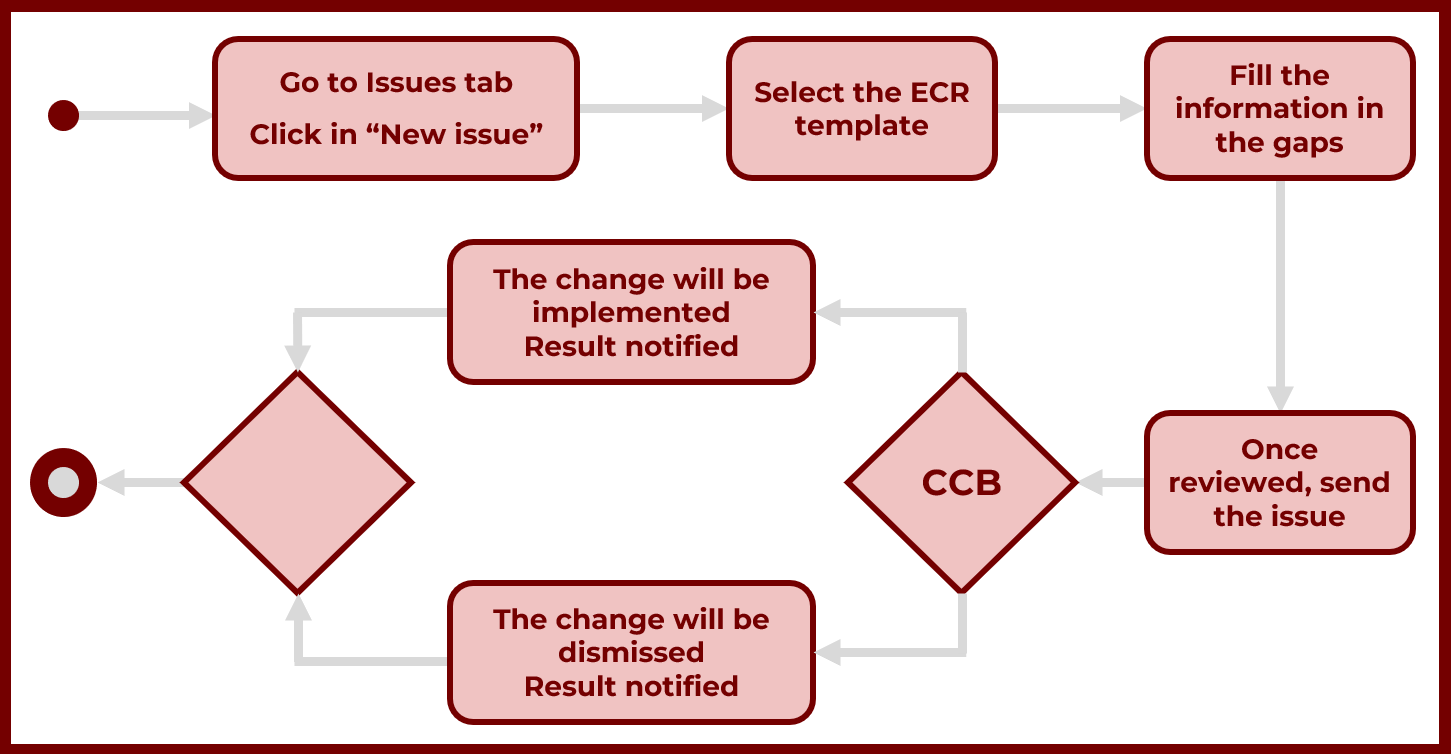 Go to Issues tab
Click in “New issue”
Select the ECR
template
Fill the
information in
the gaps
The change will be
implemented
Result notified
CCB
Once
reviewed, send
the issue
The change will be
dismissed
Result notified